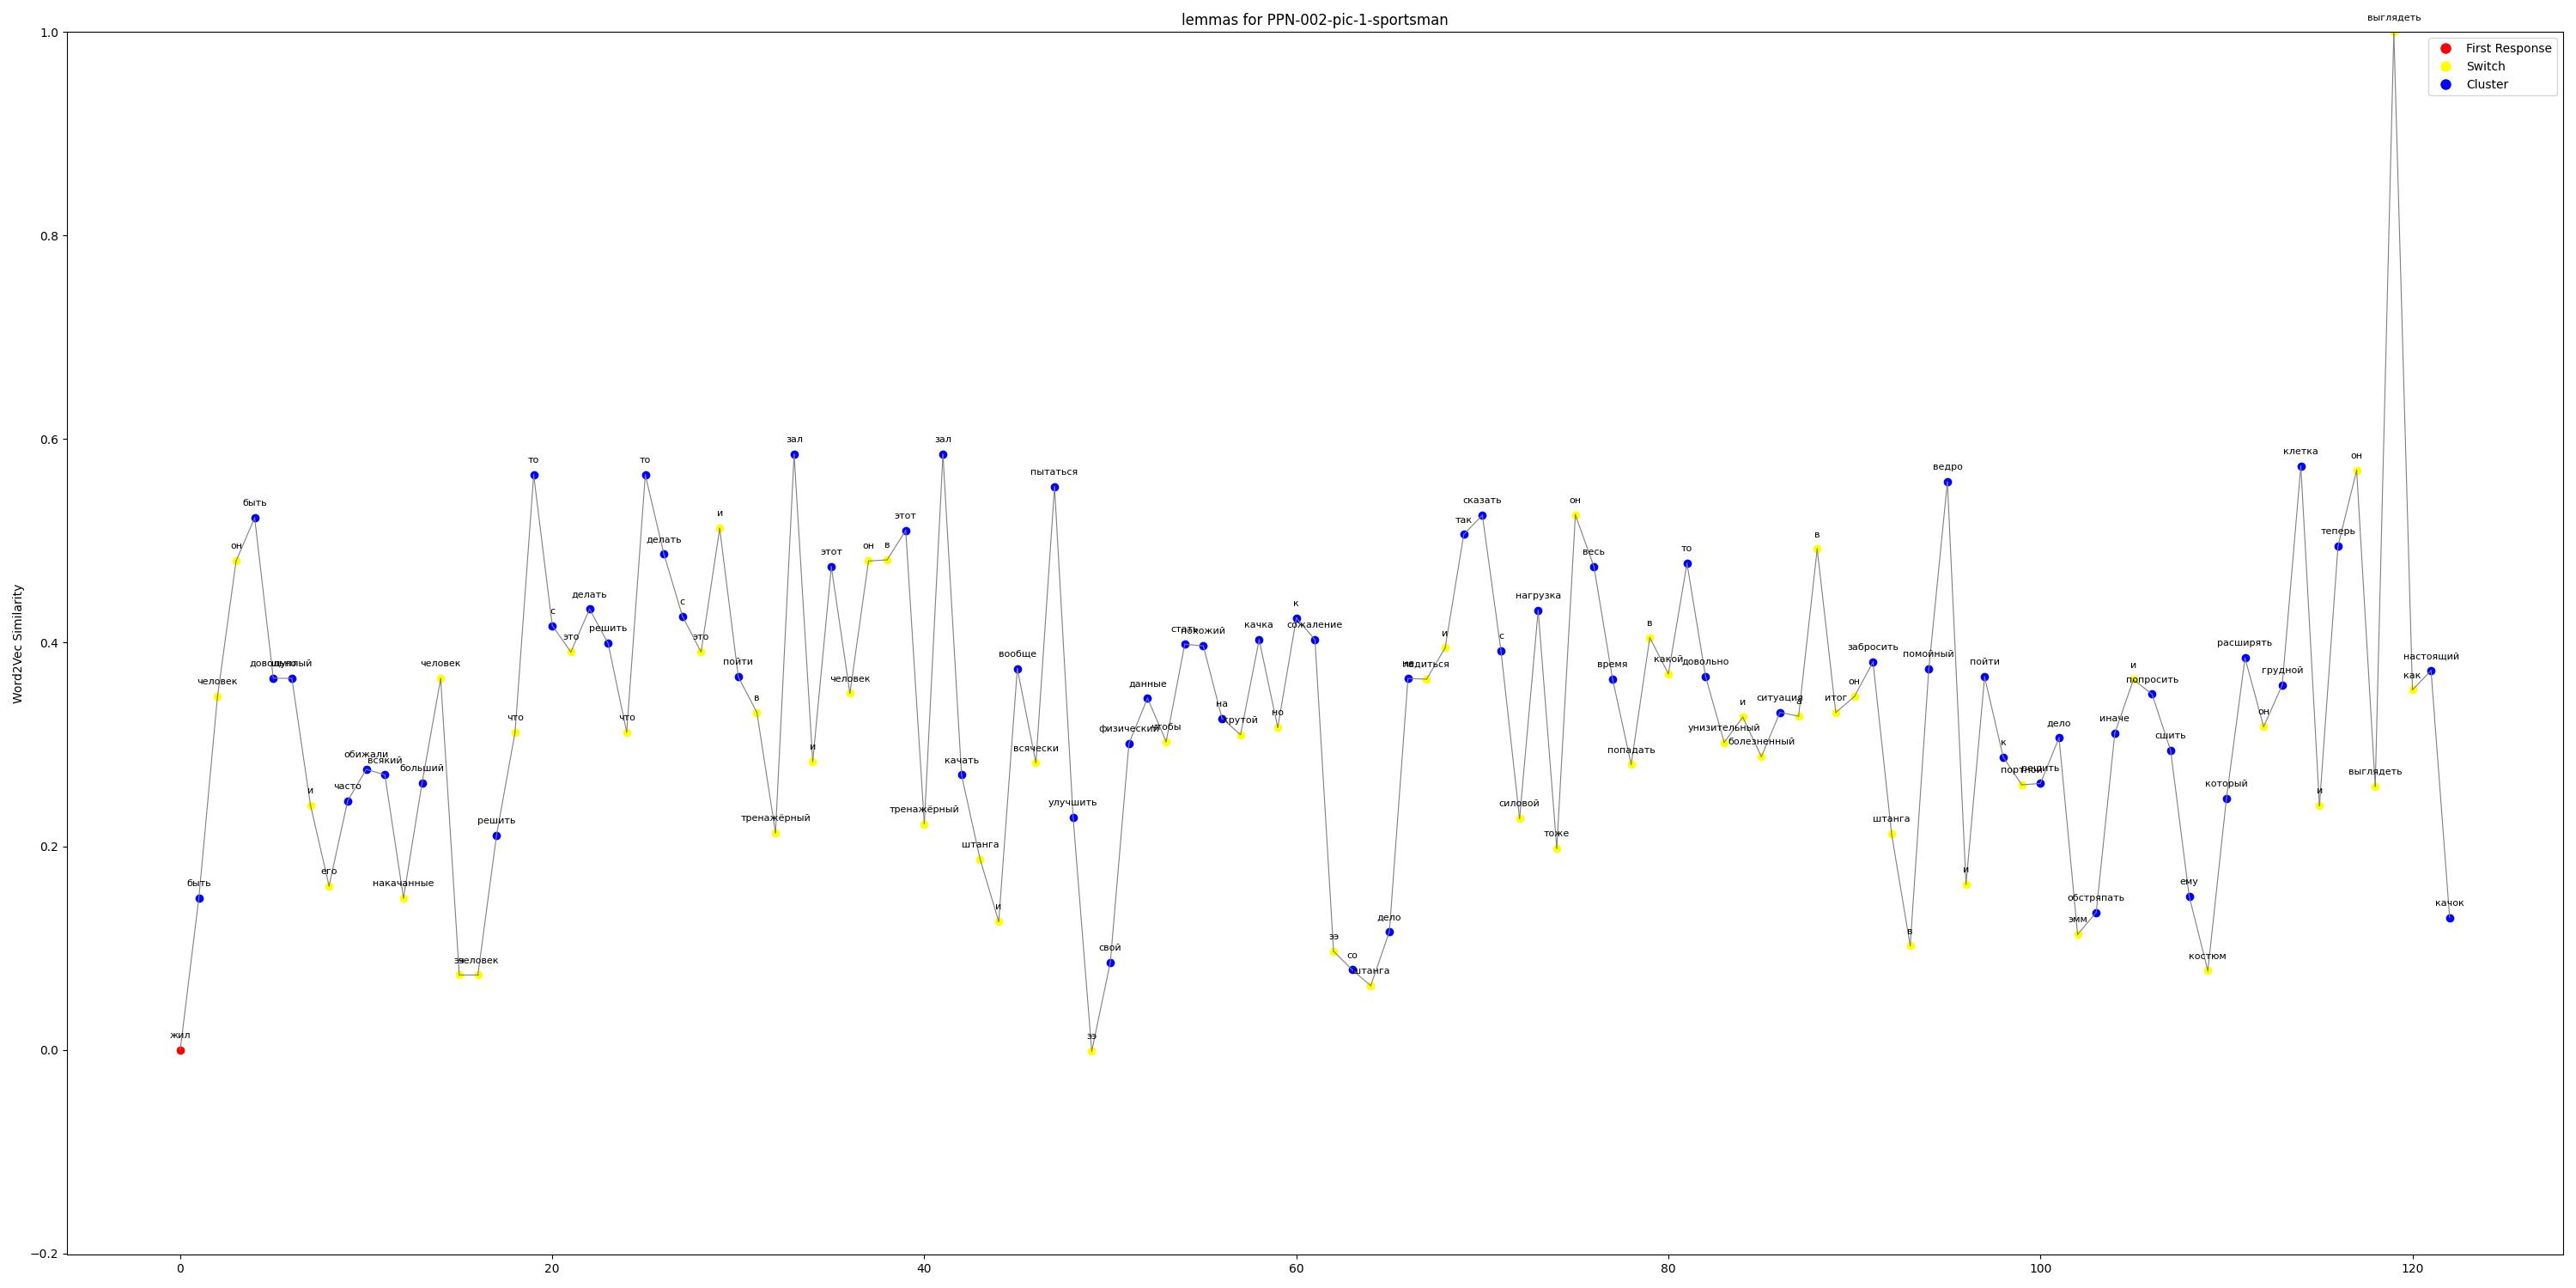 lemmas for PPN-002-pic-1-sportsman
Word2Vec Similarity
1.0
0.8
0.6
0.4
0.2
0.0
−0.2
0
20
40
60
80
100
120
First Response
Switch
Cluster
жил
быть
человек
он
быть
довольно
и
его
часто
обижали
всякий
накачанные
больший
человек
человек
решить
что
то
с
это
делать
решить
что
то
делать
с
это
и
пойти
в
тренажёрный
зал
и
этот
человек
он
в
этот
тренажёрный
зал
качать
штанга
и
вообще
всячески
пытаться
улучшить
ээ
свой
физический
данные
чтобы
стать
похожий
на
крутой
качка
но
к
сожаление
ээ
со
штанга
дело
не
ладиться
и
так
сказать
с
силовой
нагрузка
тоже
он
весь
время
попадать
в
какой
то
довольно
унизительный
и
болезненный
ситуация
в
итог
он
забросить
штанга
в
помойный
ведро
и
пойти
к
портной
решить
дело
эмм
обстряпать
иначе
и
попросить
сшить
ему
костюм
который
расширять
он
грудной
клетка
и
теперь
он
выглядеть
выглядеть
как
настоящий
качок